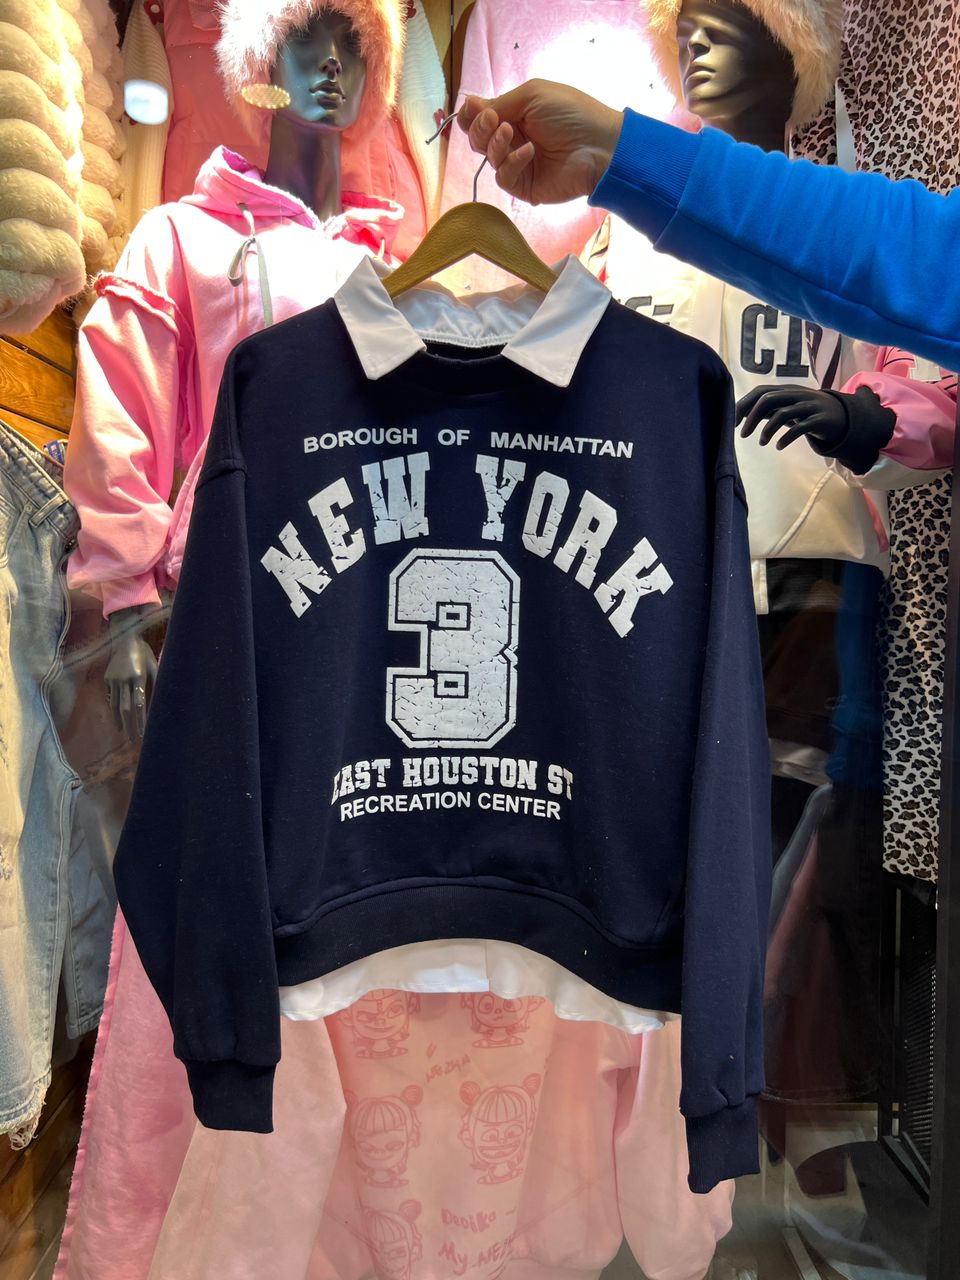 BOROUGH OF MANHATTAN
NEW YORK
3
EAST HOUSTON ST
RECREATION CENTER